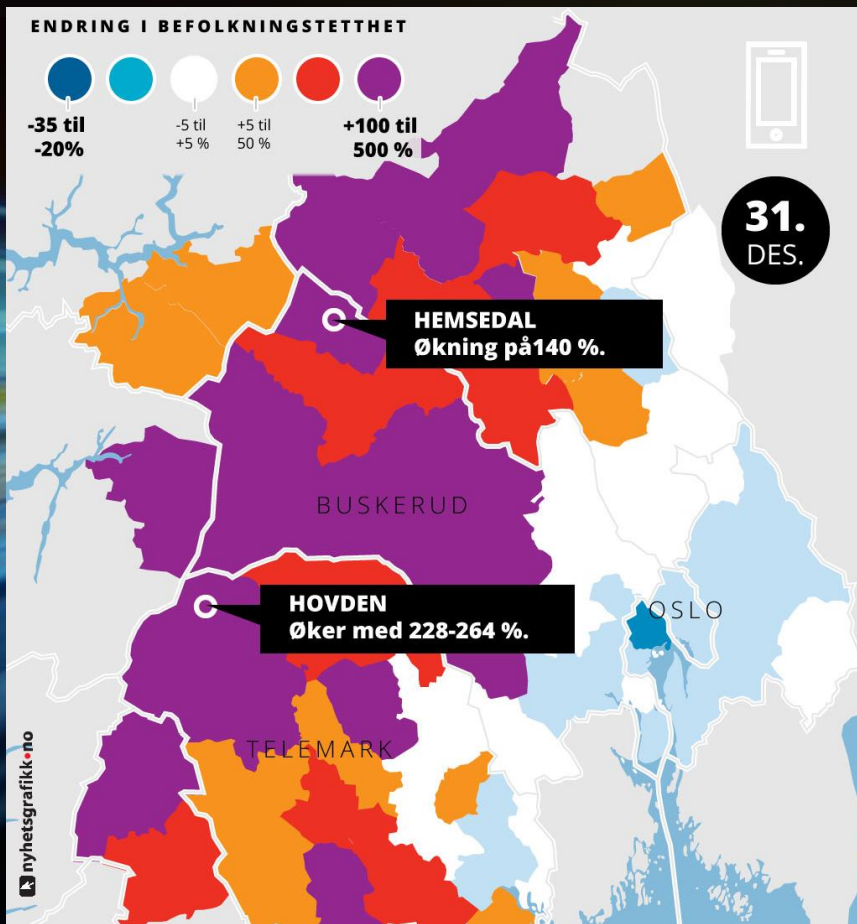 ENDRING I BEFOLKNINGSTETTHET
-35 til
-20%
-5 til
+5 %
+5 til
50 %
+100 til
500 %
31.
DES.
HEMSEDAL
Økning på140 %.
BUSKERUD
HOVDEN
Øker med 228-264 %.
OSLO
TELEMARK
nyhetsgrafikk•no